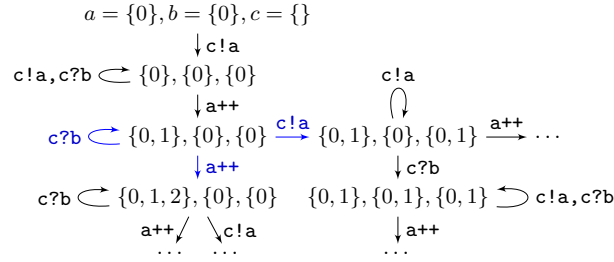 a = {0}, b = {0}, c = {}
c!a
c!a,c?b {0}, {0}, {0} c!a
a++
c?b {0, 1}, {0}, {0} c!a {0, 1}, {0}, {0, 1} a++ ···
a++ c?b
c?b {0, 1, 2}, {0}, {0} {0, 1}, {0, 1}, {0, 1} c!a,c?b
a++ c!a a++
··· ··· ···